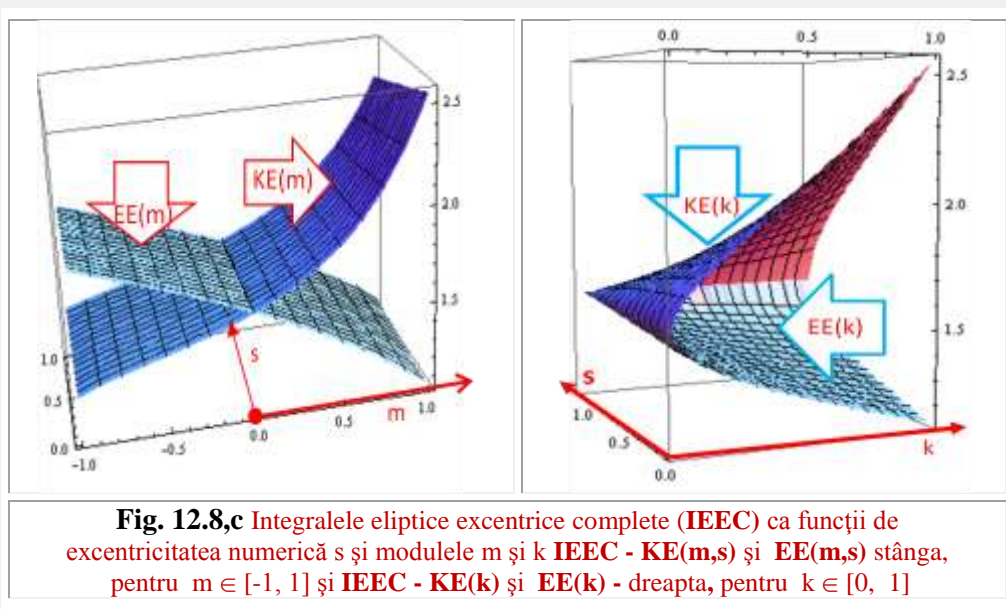 0.0
0.5
1.0
2.5
2.0
1.5
KE(m)
EE(m)
s
m
1.0
0.5
0.0
-1.0
-0.5
0.0
0.5
1.0
2.5
2.0
1.5
KE(k)
EE(k)
s
1.0
0.5
0.0
k
Fig. 12.8,c Integralele eliptice excentrice complete (IEEC) ca funcţii de
excentricitatea numerică s şi modulele m şi k IEEC - KE(m,s) şi EE(m,s) stânga,
pentru m ∈ [-1, 1] şi IEEC - KE(k) şi EE(k) - dreapta, pentru k ∈ [0, 1]